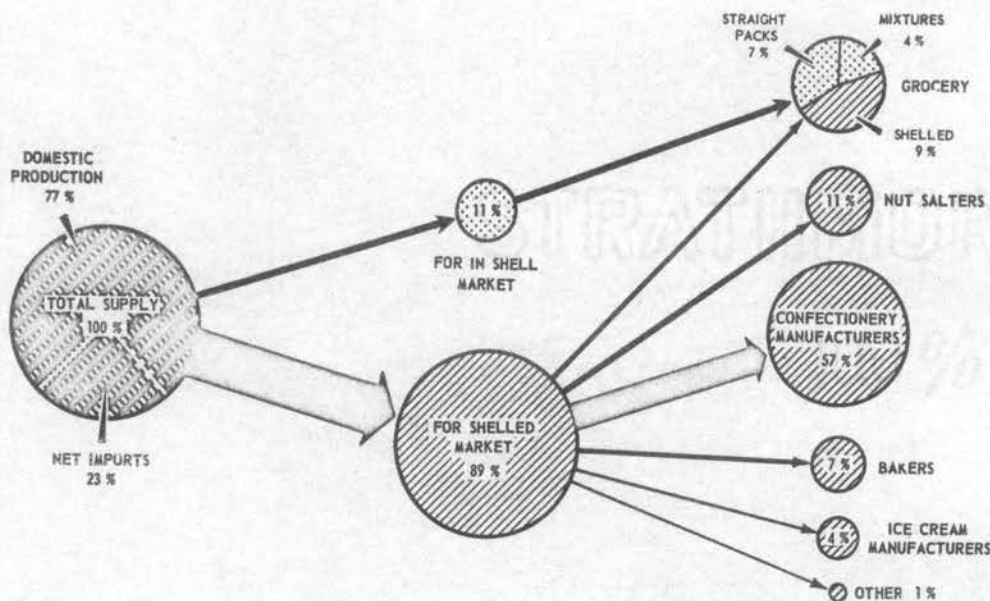 STRAIGHT
PACKS
7 %
MIXTURES
4 %
GROCERY
SHELLED
9 %
DOMESTIC
PRODUCTION
77 %
TOTAL SUPPLY
100 %
NET IMPORTS
23 %
11 %
FOR IN SHELL
MARKET
FOR SHELLED
MARKET
89 %
11 %
NUT SALTERS
CONFECTIONERY
MANUFACTURERS
57 %
7 %
BAKERS
4 %
ICE CREAM
MANUFACTURERS
OTHER 1 %